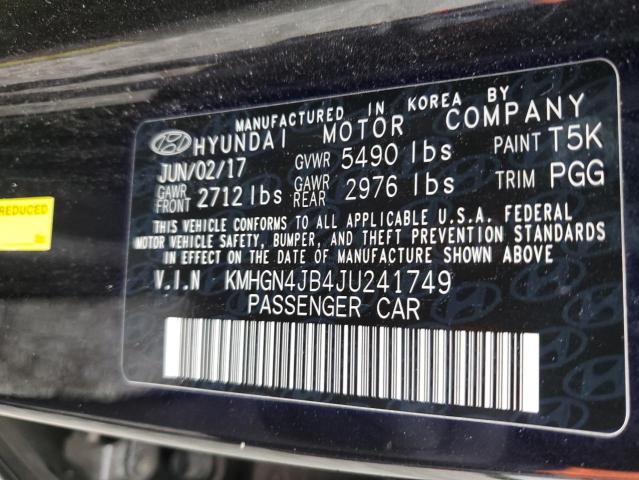 REDUCED
MANUFACTURED IN KOREA BY
HYUNDAI MOTOR COMPANY
JUN/02/17 GVWR 5490 lbs PAINT T5K
GAWR FRONT 2712 lbs GAWR REAR 2976 lbs TRIM PGG
THIS VEHICLE CONFORMS TO ALL APPLICABLE U.S.A. FEDERAL
MOTOR VEHICLE SAFETY, BUMPER, AND THEFT PREVENTION STANDARDS
IN EFFECT ON THE DATE OF MANUFACTURE SHOWN ABOVE
V.I.N KMHGN4JB4JU241749
PASSENGER CAR